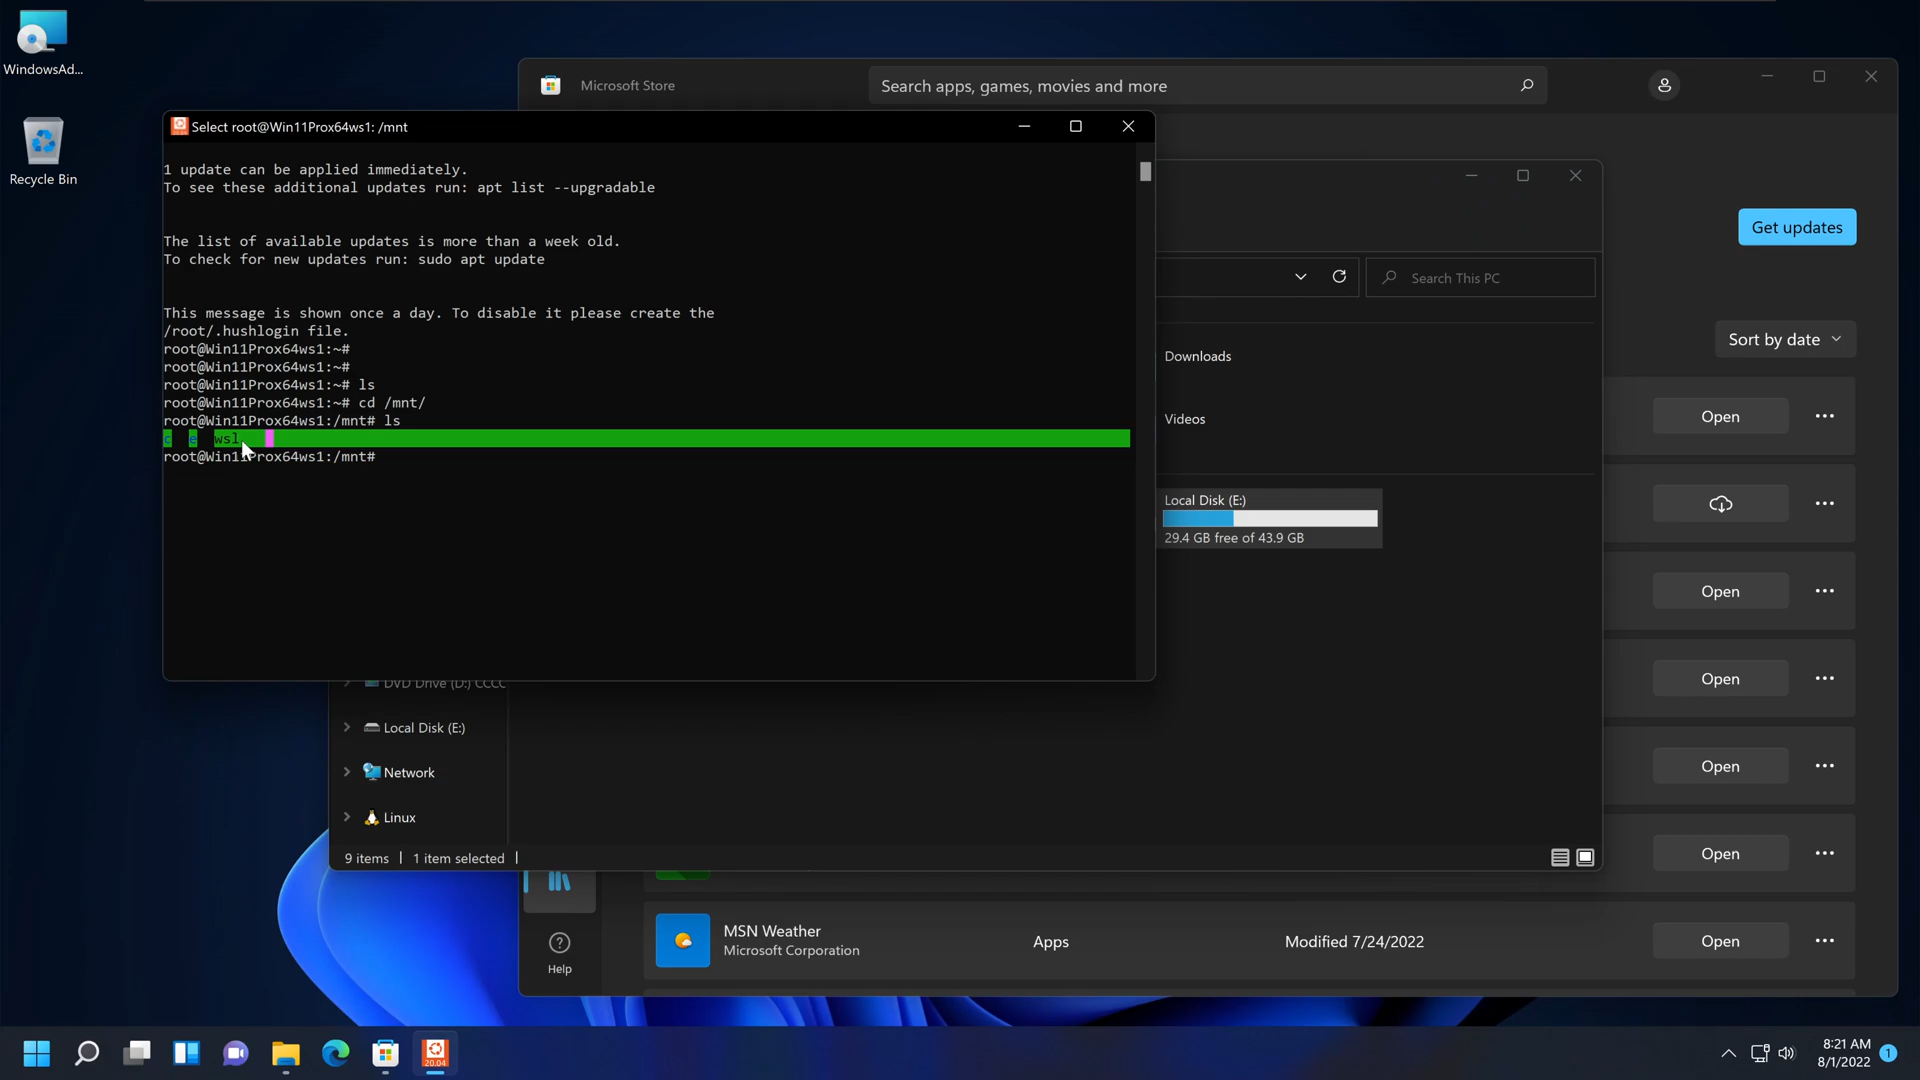 WindowsAd...
Recycle Bin
Microsoft Store
Search apps, games, movies and more
Select root@Win11Prox64ws1: /mnt
1 update can be applied immediately.
To see these additional updates run: apt list --upgradable
The list of available updates is more than a week old.
To check for new updates run: sudo apt update
This message is shown once a day. To disable it please create the
/root/.hushlogin file.
root@Win11Prox64ws1:~#
root@Win11Prox64ws1:~#
root@Win11Prox64ws1:~# ls
root@Win11Prox64ws1:~# cd /mnt/
root@Win11Prox64ws1:/mnt# ls
c e wsl
root@Win11Prox64ws1:/mnt#
Search This PC
Downloads
Videos
Local Disk (E:)
29.4 GB free of 43.9 GB
DVD Drive (D:) CCCC
Local Disk (E:)
Network
Linux
9 items
1 item selected
Get updates
Sort by date
Open
Open
Open
Open
Open
MSN Weather
Microsoft Corporation
Apps
Modified 7/24/2022
Open
Help
20.04
8:21 AM
8/1/2022
1